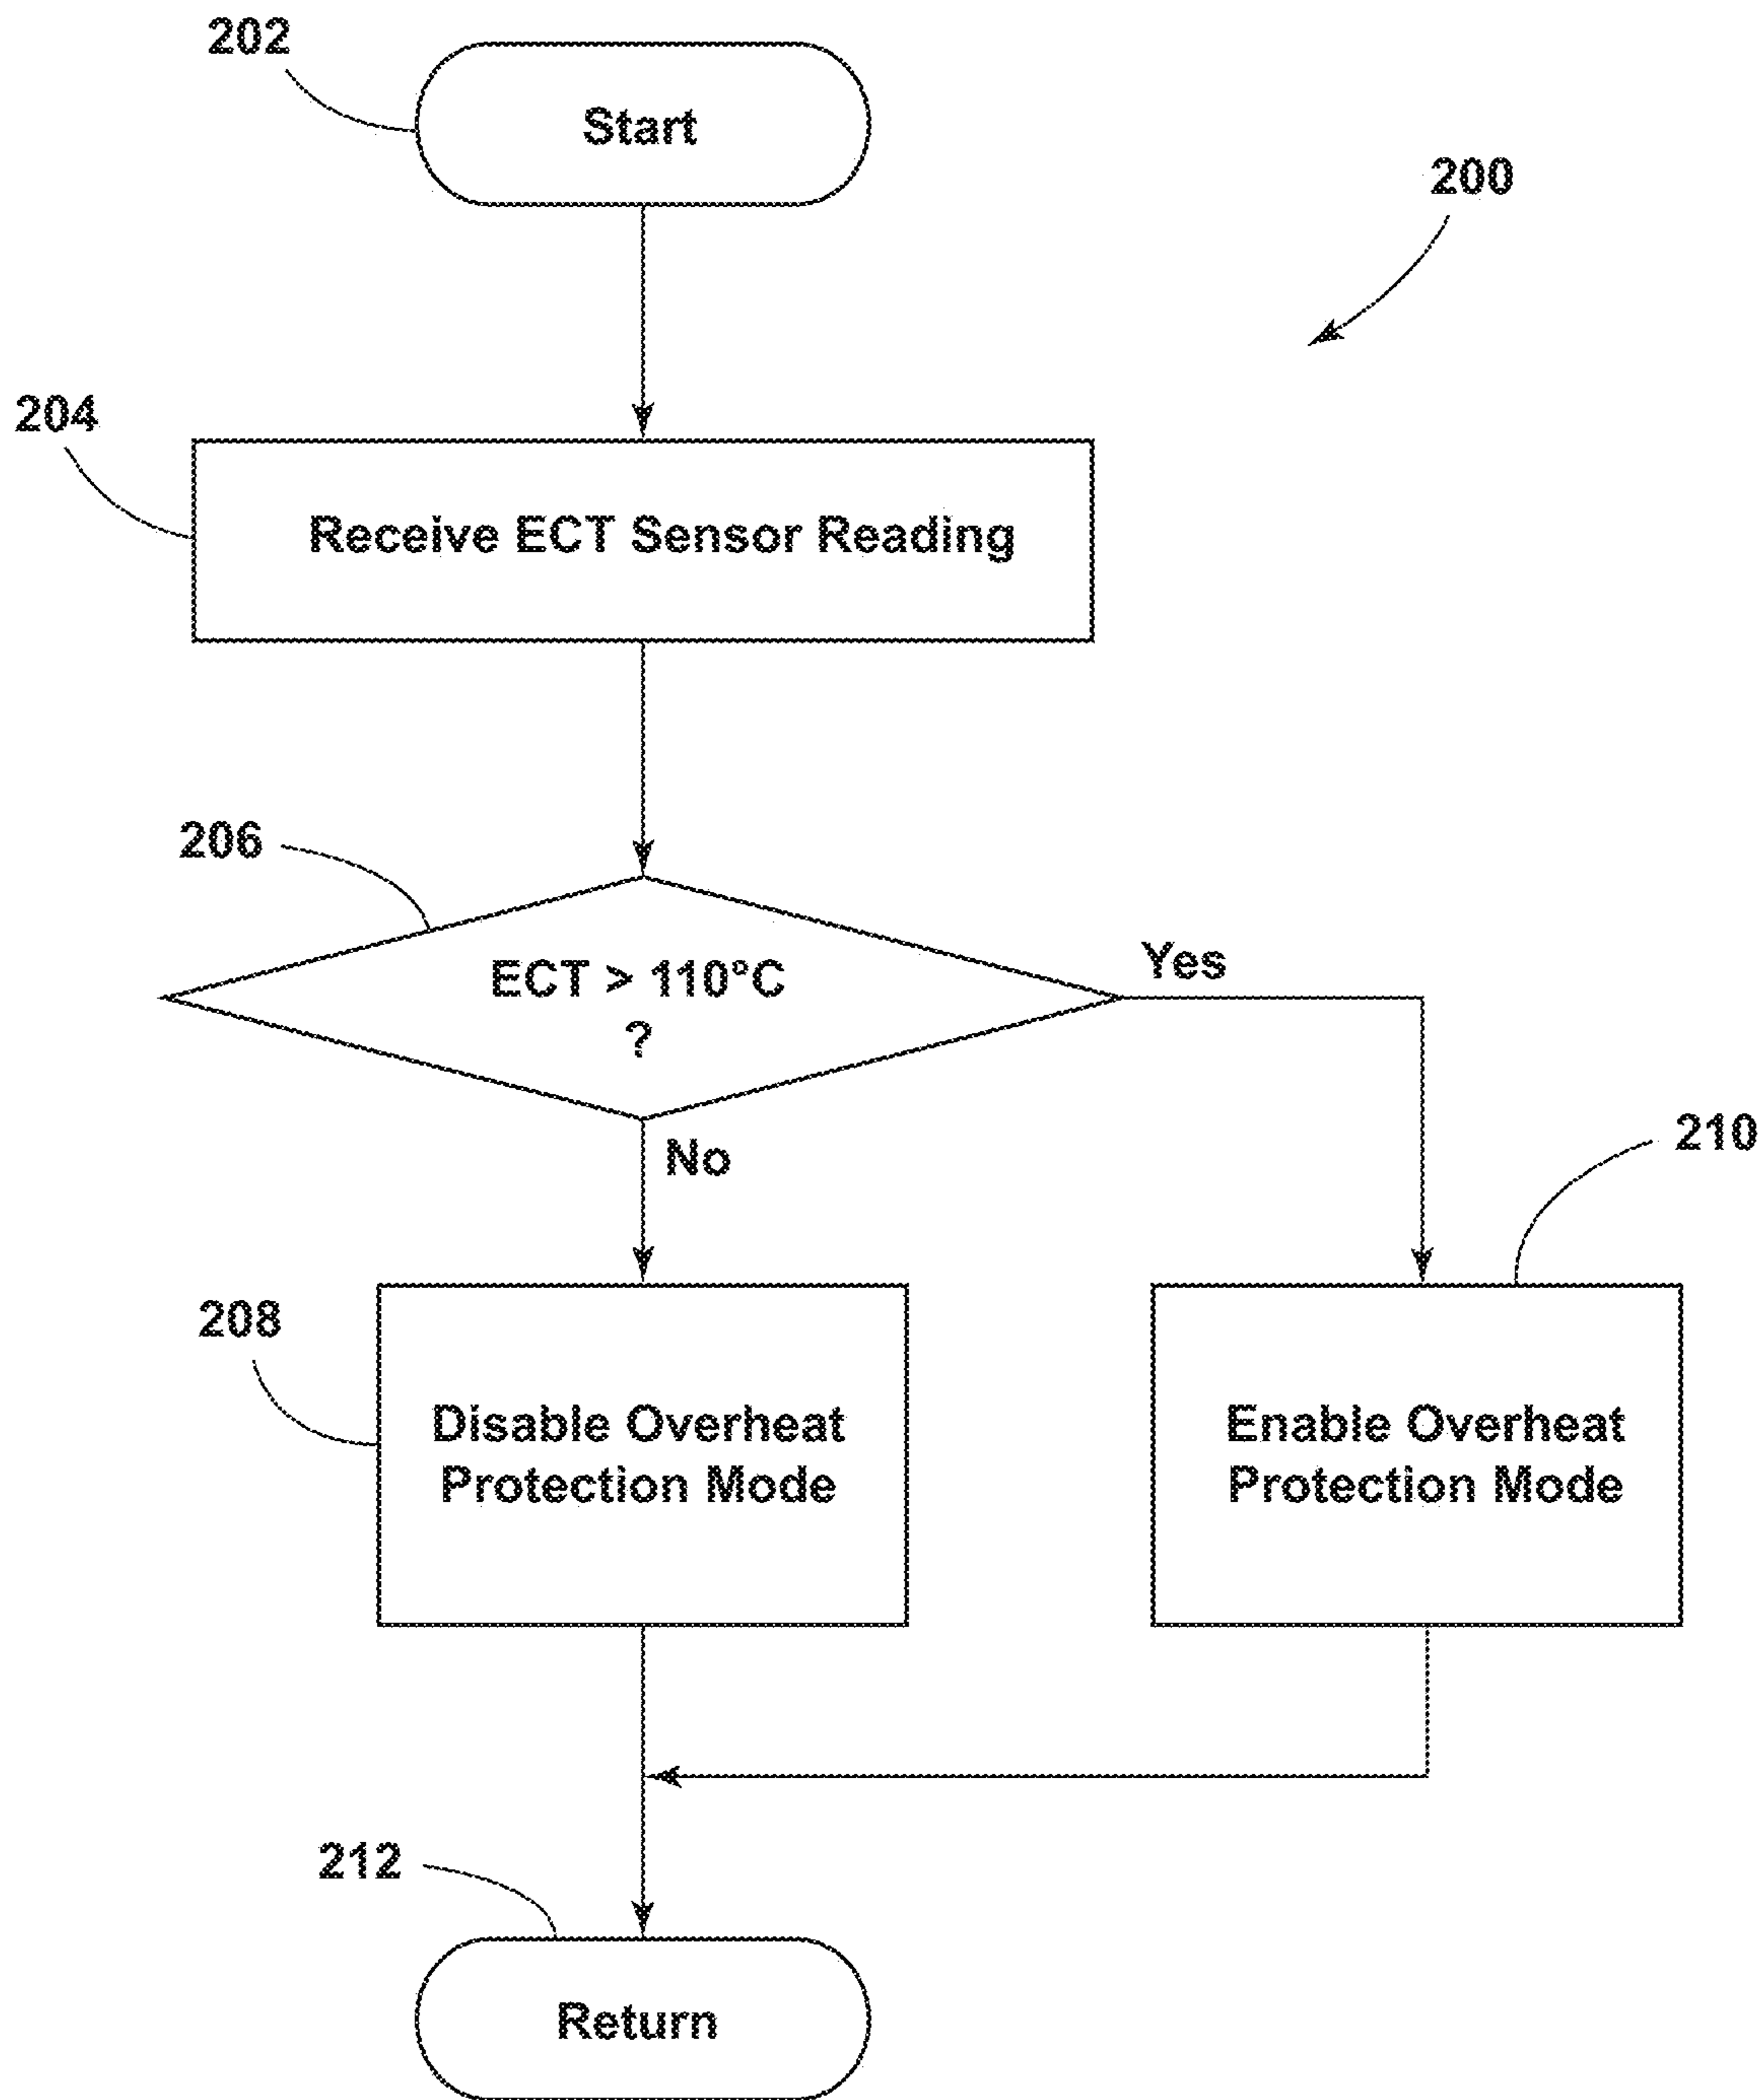 202
Start
200
204
Receive ECT Sensor Reading
206
ECT > 110°C
?
Yes
No
210
208
Disable Overheat
Protection Mode
Enable Overheat
Protection Mode
212
Return